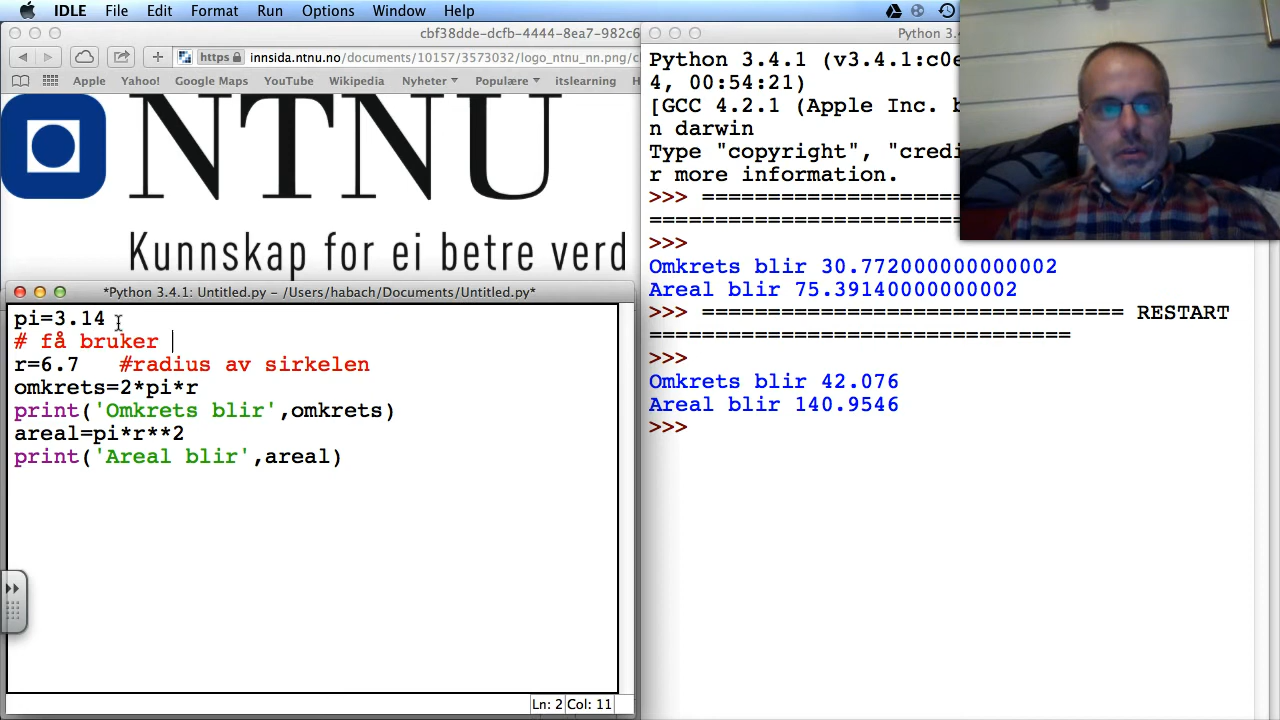 IDLE File Edit Format Run Options Window Help
cbf38dde-dcfb-4444-8ea7-982c6
https innsida.ntnu.no/documents/10157/3573032/logo_ntnu_nn.png/c
Apple Yahoo! Google Maps YouTube Wikipedia Nyheter Populære itslearning
NTNU
Kunnskap for ei betre verd
*Python 3.4.1: Untitled.py - /Users/habach/Documents/Untitled.py*
pi=3.14
# få bruker
r=6.7 #radius av sirkelen
omkrets=2*pi*r
print('Omkrets blir',omkrets)
areal=pi*r**2
print('Areal blir',areal)
Ln: 2 Col: 11
Python 3.4
Python 3.4.1 (v3.4.1:c0e
4, 00:54:21)
[GCC 4.2.1 (Apple Inc. b
n darwin
Type "copyright", "credi
r more information.
>>> ====================
========================
>>>
Omkrets blir 30.772000000000002
Areal blir 75.39140000000002
>>> ================================ RESTART
================================
>>>
Omkrets blir 42.076
Areal blir 140.9546
>>>